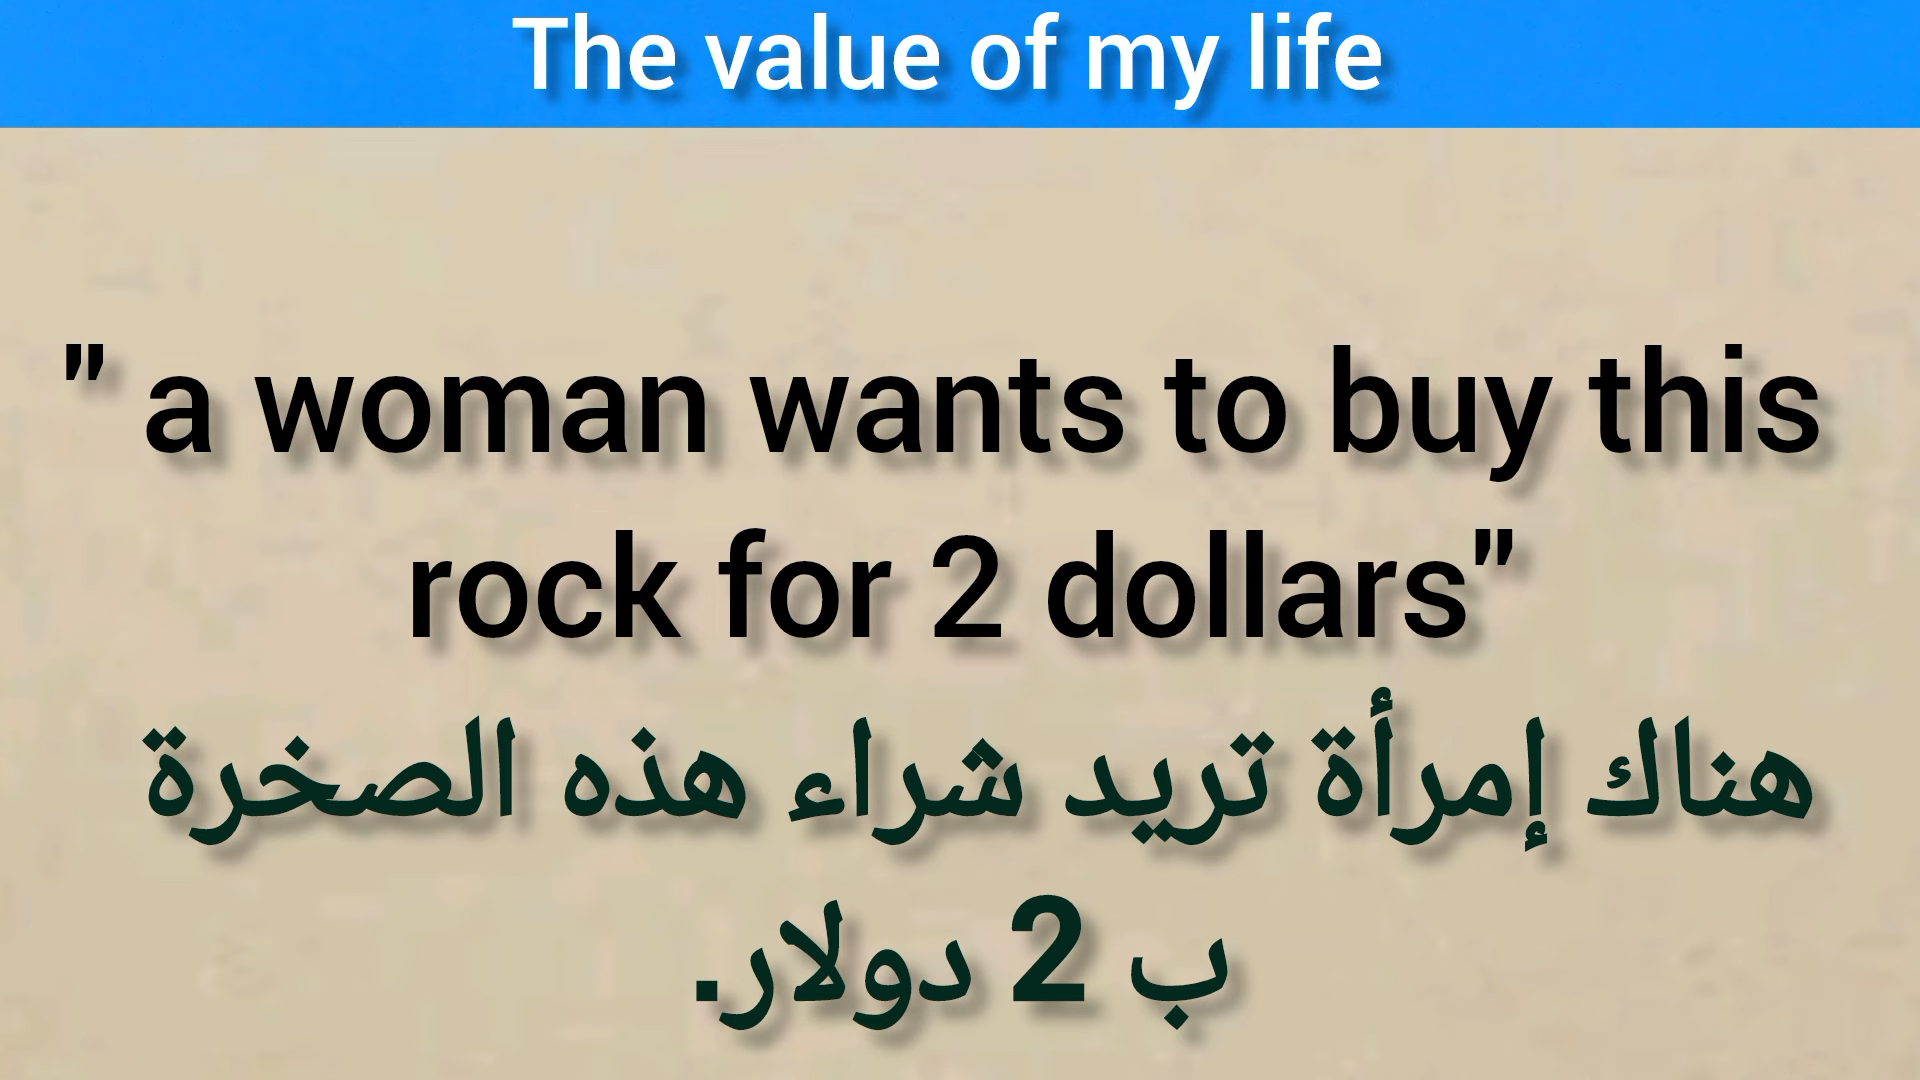 The value of my life
" a woman wants to buy this
rock for 2 dollars"
هناك إمرأة تريد شراء هذه الصخرة
ب 2 دولار.